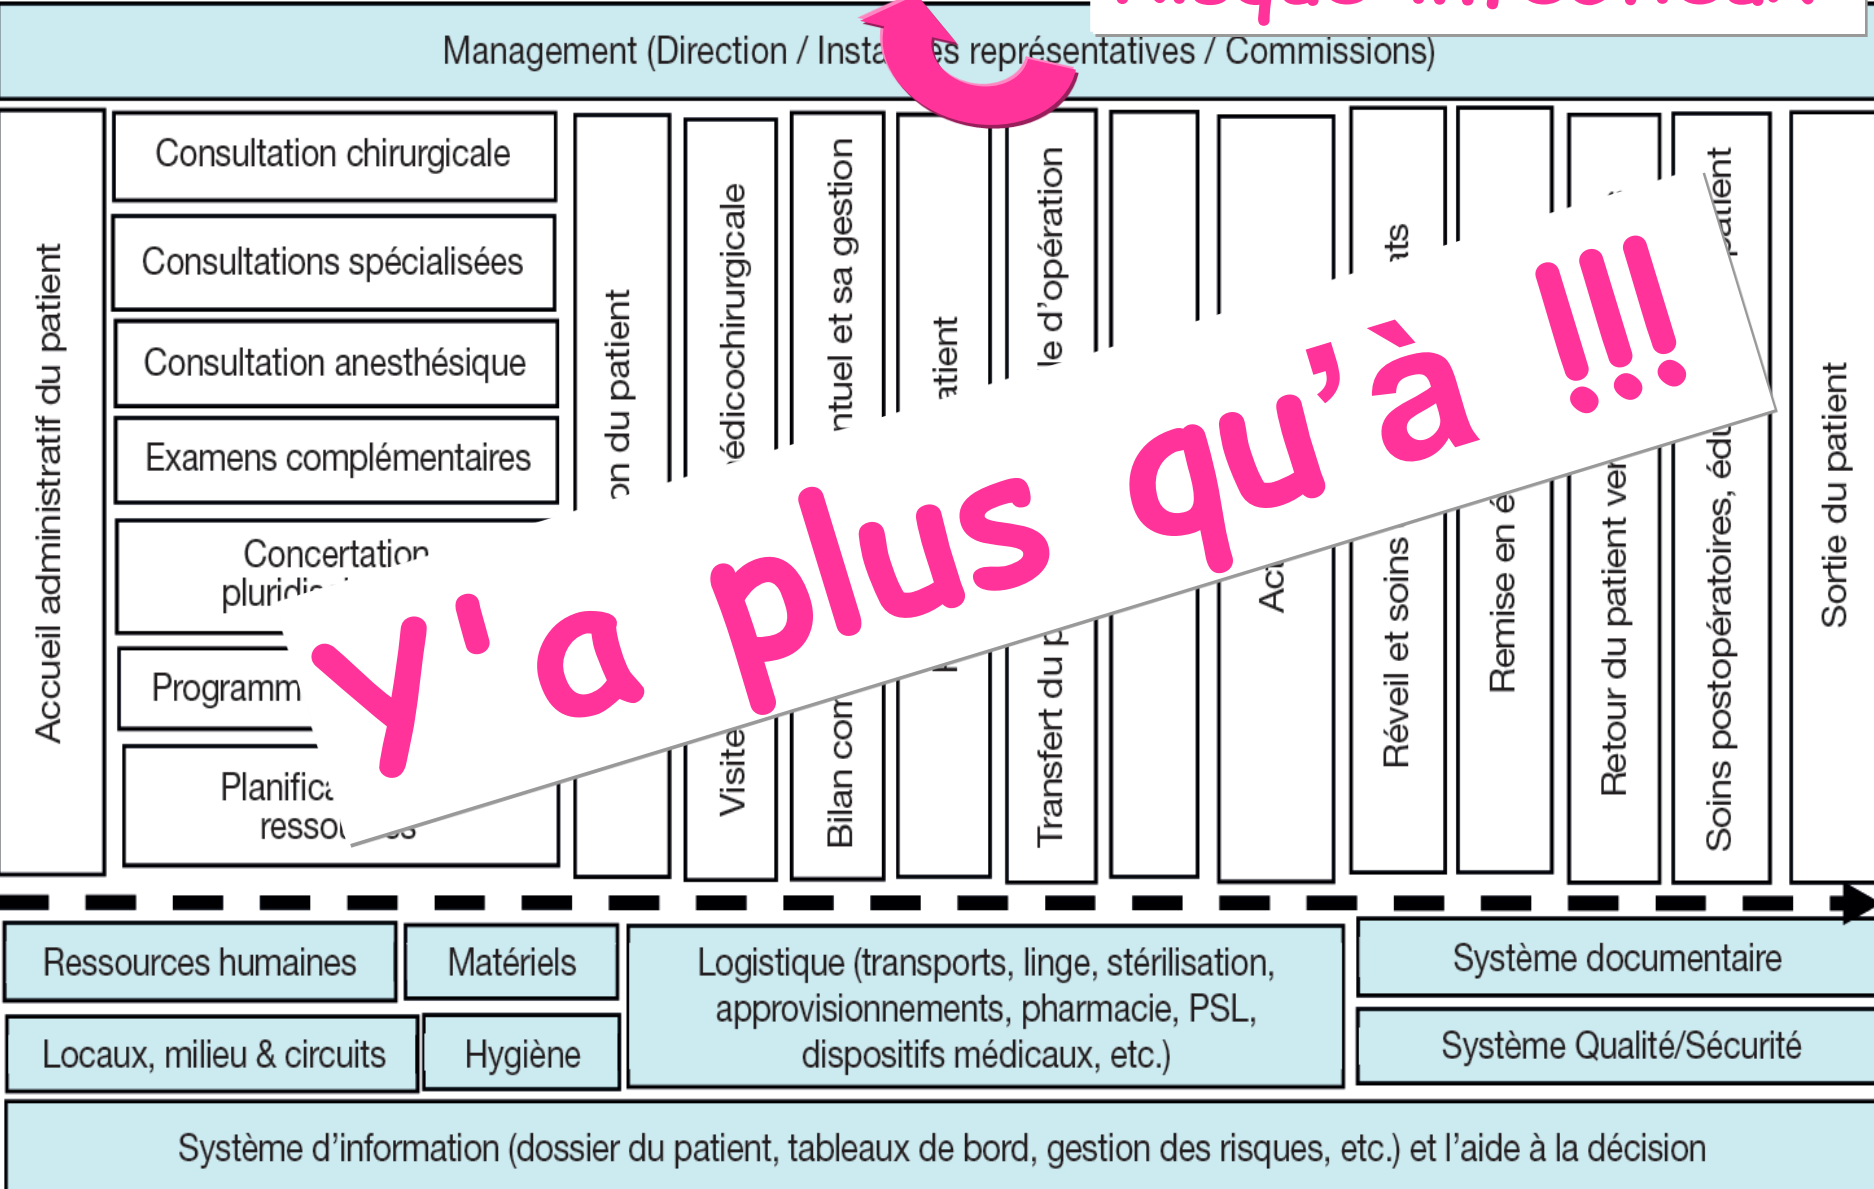 Management (Direction / Insta es représentatives / Commissions)
Accueil administratif du patient
Consultation chirurgicale
Consultations spécialisées
Consultation anesthésique
Examens complémentaires
Concertation
Programm
Planifica
du patient
Visite
édicochirurgicale
Bilan com
ntuel et sa gestion
atient
Transfert du p
le d'opération
Act
Réveil et soins
ats
Remise en é
Retour du patient ver
Soins postopératoires, édu
patient
Sortie du patient
Y'a plus qu'à !!!
Ressources humaines
Matériels
Logistique (transports, linge, stérilisation,
approvisionnements, pharmacie, PSL,
dispositifs médicaux, etc.)
Système documentaire
Locaux, milieu & circuits
Hygiène
Système Qualité/Sécurité
Système d'information (dossier du patient, tableaux de bord, gestion des risques, etc.) et l'aide à la décision